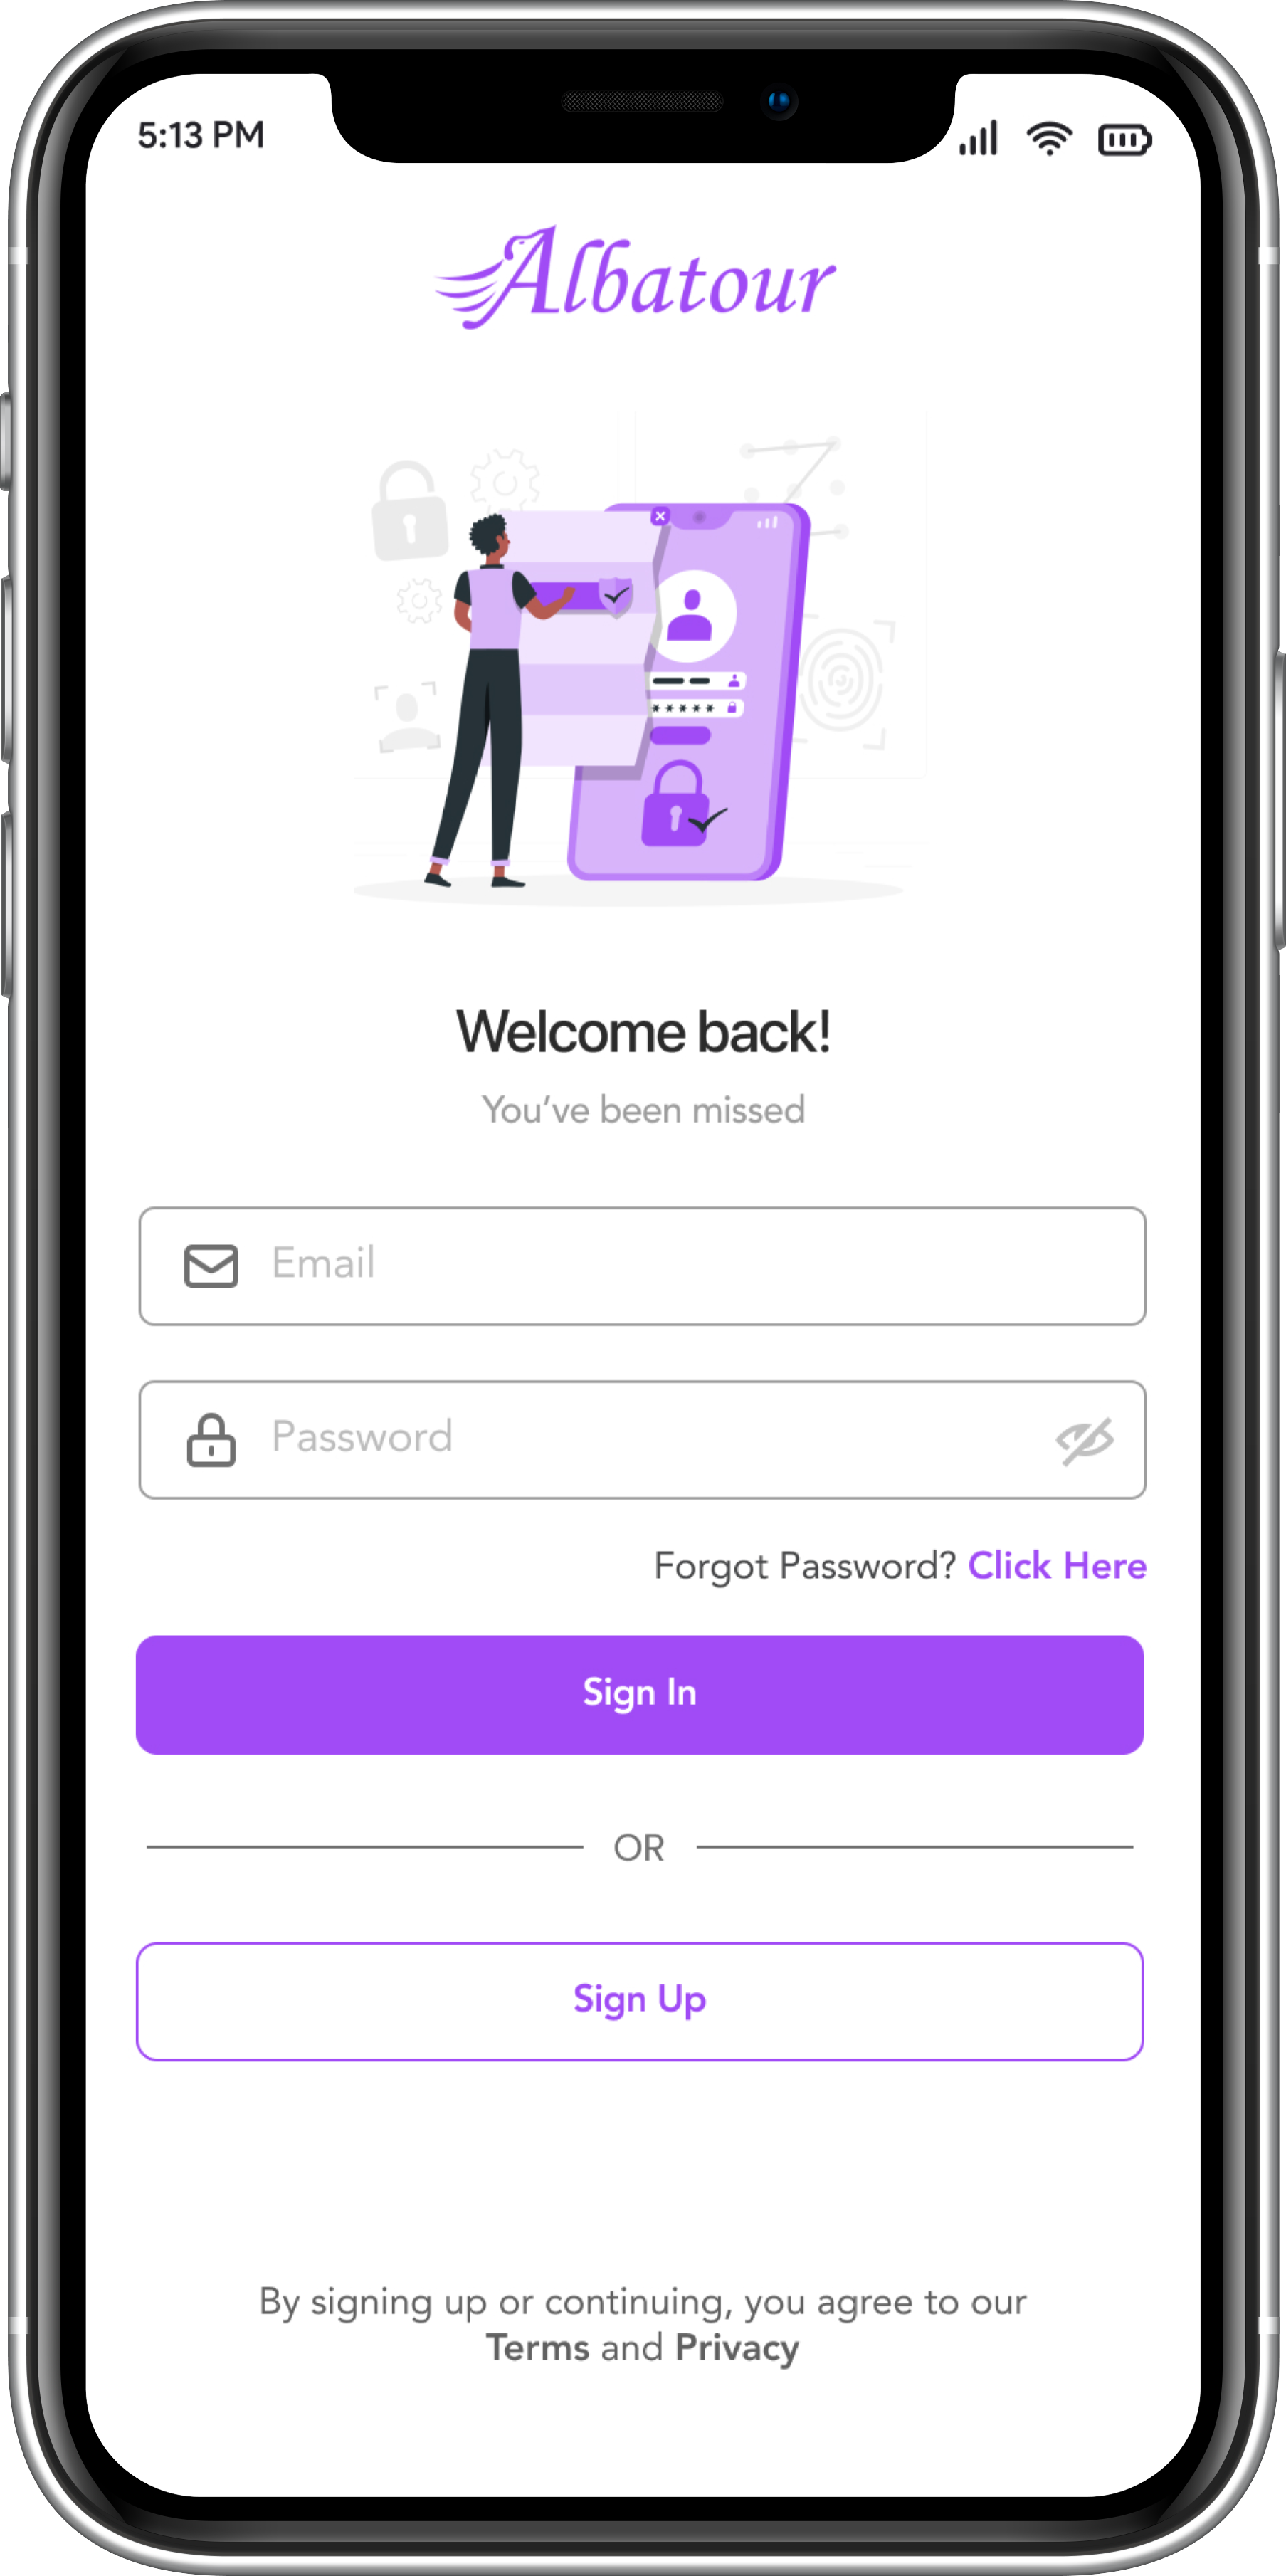 5:13 PM
Albatour
*****
Welcome back!
You’ve been missed
Email
Password
Forgot Password? Click Here
Sign In
OR
Sign Up
By signing up or continuing, you agree to our
Terms and Privacy